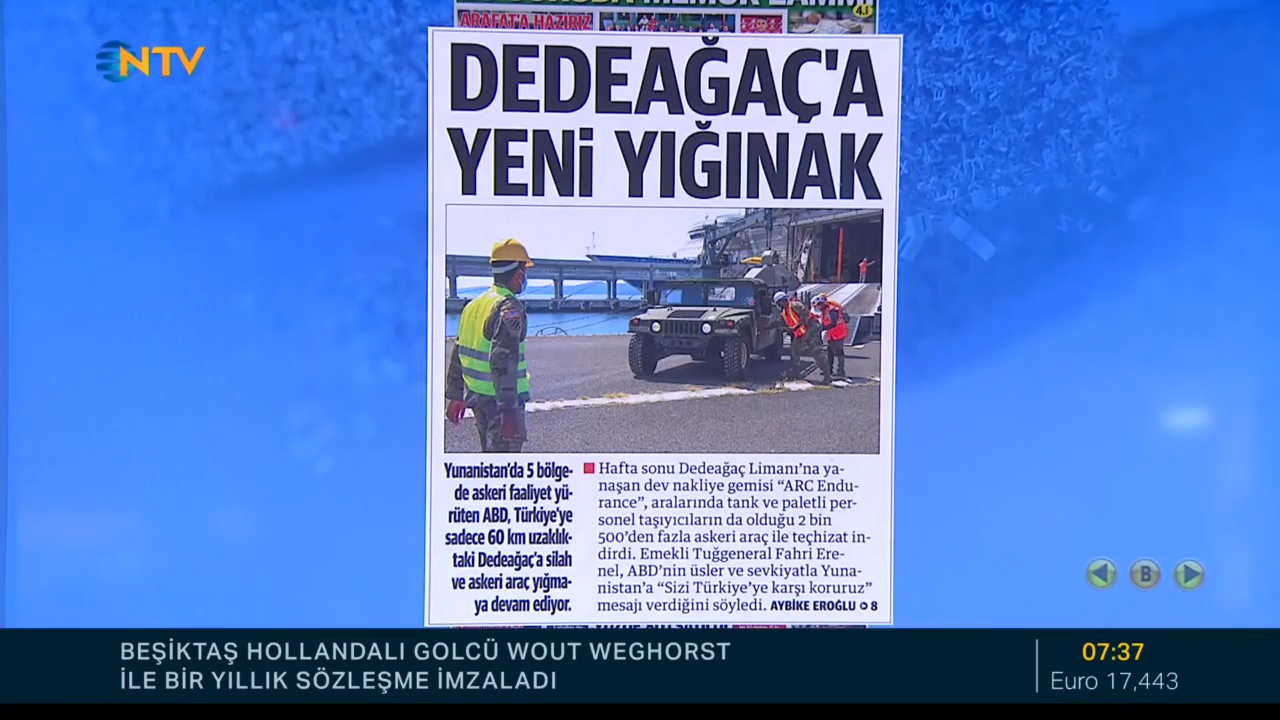 ARAFAT'A HAZIRIZ
4.5
NTV
DEDEAĞAÇ'A
YENİ YIĞINAK
Yunanistan'da 5 bölge-
de askeri faaliyet yü-
rüten ABD, Türkiye'ye
sadece 60 km uzaklık-
taki Dedeağaç'a silah
ve askeri araç yığma-
ya devam ediyor.
Hafta sonu Dedeağaç Limanı'na ya-
naşan dev nakliye gemisi “ARC Endu-
rance”, aralarında tank ve paletli per-
sonel taşıyıcıların da olduğu 2 bin
500'den fazla askeri araç ile teçhizat in-
dirdi. Emekli Tuğgeneral Fahri Ere-
nel, ABD'nin üsler ve sevkiyatla Yuna-
nistan'a “Sizi Türkiye'ye karşı koruruz”
mesajı verdiğini söyledi. AYBİKE EROĞLU 8
B
BEŞİKTAŞ HOLLANDALI GOLCÜ WOUT WEGHORST
İLE BİR YILLIK SÖZLEŞME İMZALADI
07:37
Euro 17,443